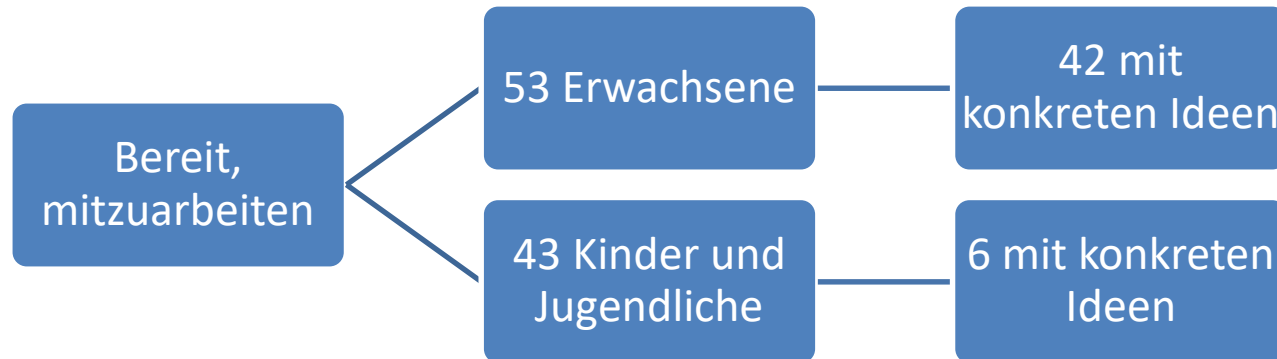 Bereit,
mitzuarbeiten
53 Erwachsene
42 mit
konkreten Ideen
43 Kinder und
Jugendliche
6 mit konkreten
Ideen